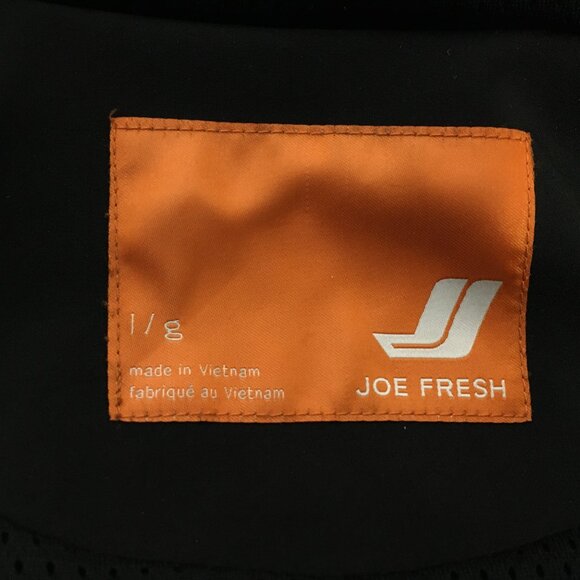 l / g
made in Vietnam
fabriqué au Vietnam
JOE FRESH